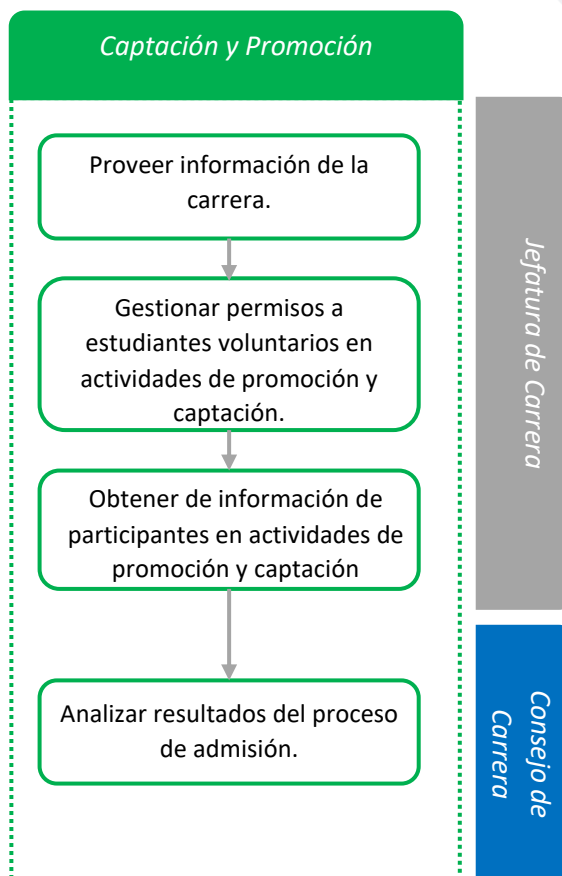 Captación y Promoción
Proveer información de la
carrera.
Gestionar permisos a
estudiantes voluntarios en
actividades de promoción y
captación.
Obtener de información de
participantes en actividades de
promoción y captación
Analizar resultados del proceso
de admisión.
Jefatura de Carrera
Consejo de
Carrera